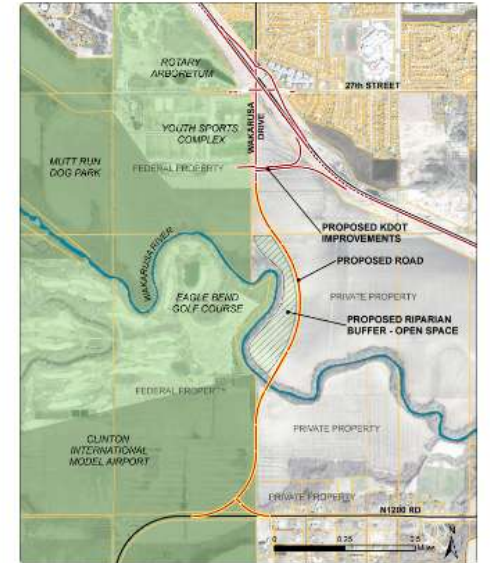 ROTARY
ARBORETUM
27th STREET
WAKARUSA
DRIVE
YOUTH SPORTS
COMPLEX
MUTT RUN
DOG PARK
FEDERAL PROPERTY
PROPOSED KDOT
IMPROVEMENTS
WAKARUSA RIVER
PROPOSED ROAD
EAGLE BEND
GOLF COURSE
PRIVATE PROPERTY
PROPOSED RIPARIAN
BUFFER - OPEN SPACE
FEDERAL PROPERTY
CLINTON
INTERNATIONAL
MODEL AIRPORT
PRIVATE PROPERTY
PRIVATE PROPERTY
N1200 RD
N
0 0.25 0.5